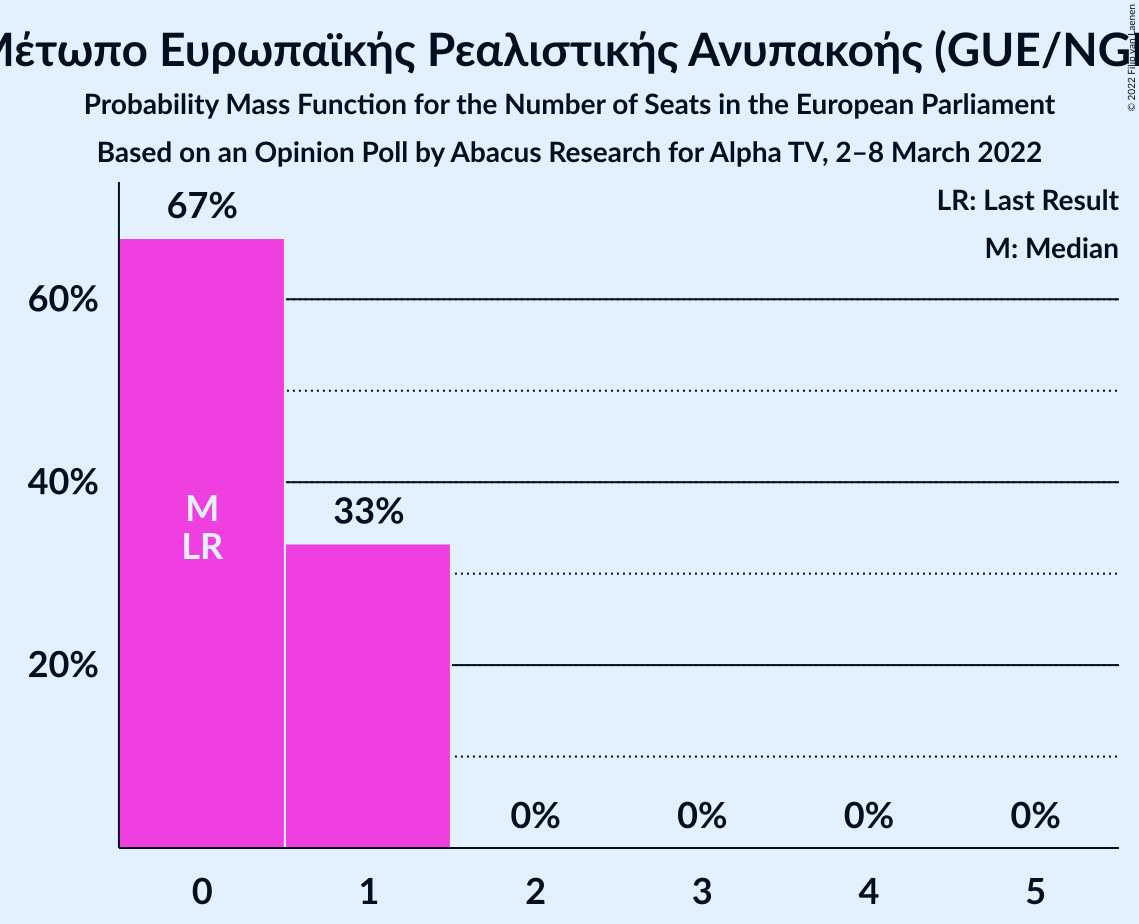 Μέτωπο Ευρωπαϊκής Ρεαλιστικής Ανυπακοής (GUE/NG
Probability Mass Function for the Number of Seats in the European Parliament
Based on an Opinion Poll by Abacus Research for Alpha TV, 2–8 March 2022
© 2022 Filip van Laenen
LR: Last Result
M: Median
67%
60%
40%
33%
M
LR
20%
0% 0% 0% 0%
0 1 2 3 4 5